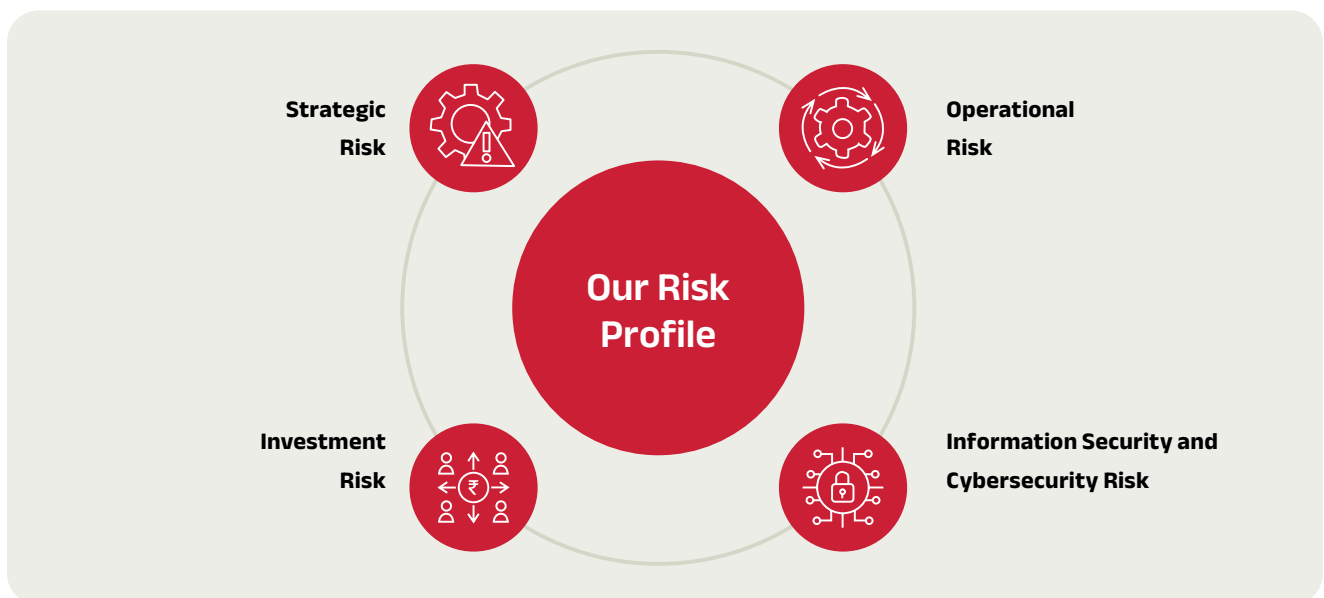 Strategic
Risk
Operational
Risk
Our Risk
Profile
Investment
Risk
₹
Information Security and
Cybersecurity Risk